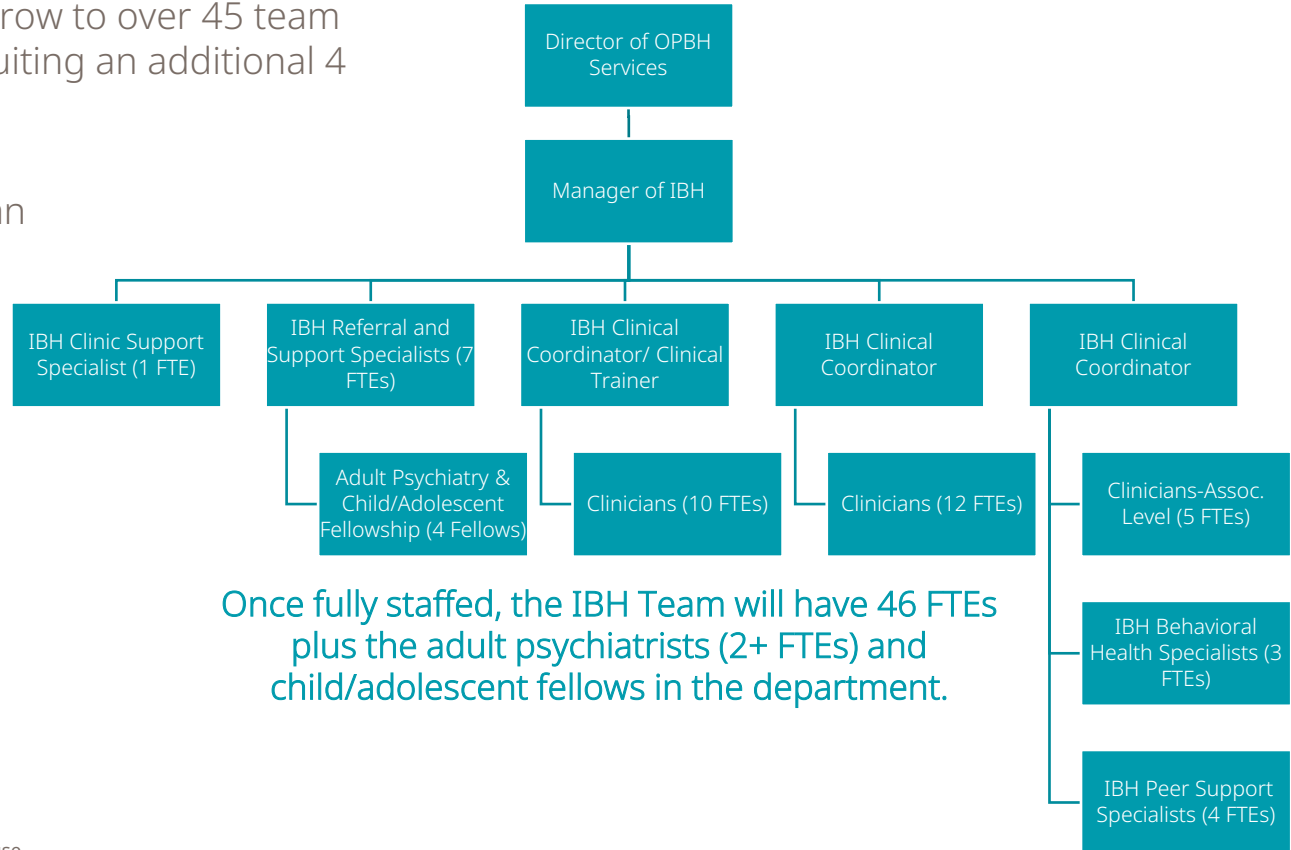 row to over 45 team
uiting an additional 4
an
Director of OPBH
Services
Manager of IBH
IBH Clinic Support
Specialist (1 FTE)
IBH Referral and
Support Specialists (7
FTEs)
IBH Clinical
Coordinator/ Clinical
Trainer
IBH Clinical
Coordinator
IBH Clinical
Coordinator
Adult Psychiatry &
Child/Adolescent
Fellowship (4 Fellows)
Clinicians (10 FTEs)
Clinicians (12 FTEs)
Clinicians-Assoc.
Level (5 FTEs)
IBH Behavioral
Health Specialists (3
FTEs)
IBH Peer Support
Specialists (4 FTEs)
Once fully staffed, the IBH Team will have 46 FTEs
plus the adult psychiatrists (2+ FTEs) and
child/adolescent fellows in the department.